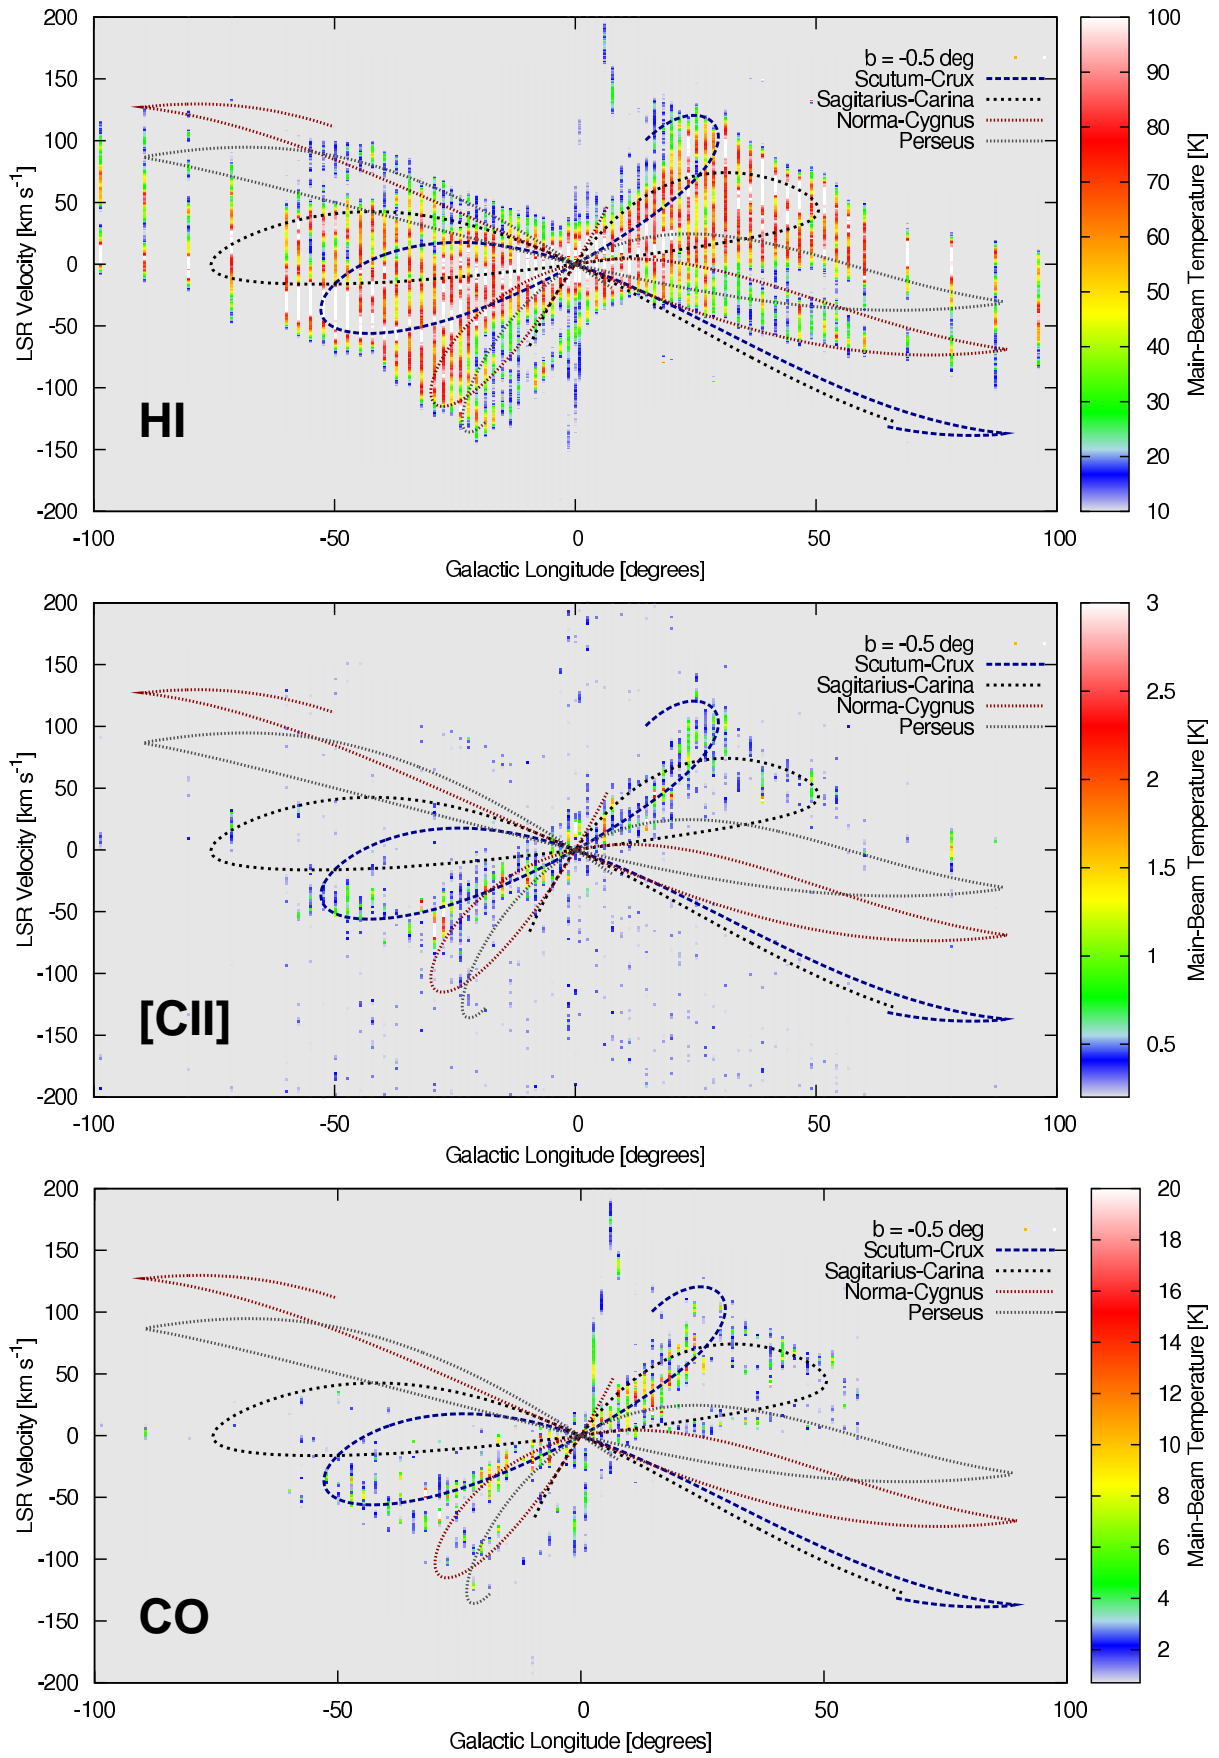 200
150
100
50
0
-50
-100
-150
-200
LSR Velocity [km s⁻¹]
b = -0.5 deg
Scutum-Crux
Sagitarius-Carina
Norma-Cygnus
Perseus
HI
-100
-50
0
50
100
Galactic Longitude [degrees]
100
90
80
70
60
50
40
30
20
10
Main-Beam Temperature [K]
200
150
100
50
0
-50
-100
-150
-200
LSR Velocity [km s⁻¹]
b = -0.5 deg
Scutum-Crux
Sagitarius-Carina
Norma-Cygnus
Perseus
[CII]
-100
-50
0
50
100
Galactic Longitude [degrees]
3
2.5
2
1.5
1
0.5
Main-Beam Temperature [K]
200
150
100
50
0
-50
-100
-150
-200
LSR Velocity [km s⁻¹]
b = -0.5 deg
Scutum-Crux
Sagitarius-Carina
Norma-Cygnus
Perseus
CO
-100
-50
0
50
100
Galactic Longitude [degrees]
20
18
16
14
12
10
8
6
4
2
Main-Beam Temperature [K]